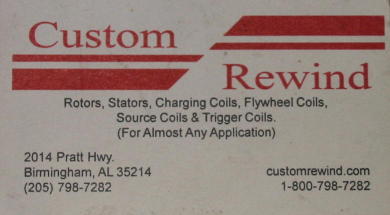 Custom
Rewind
Rotors, Stators, Charging Coils, Flywheel Coils,
Source Coils & Trigger Coils.
(For Almost Any Application)
2014 Pratt Hwy.
Birmingham, AL 35214
(205) 798-7282
customrewind.com
1-800-798-7282